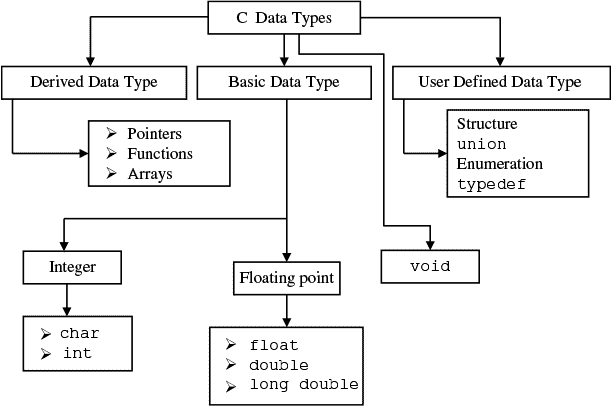 C Data Types
Derived Data Type
Basic Data Type
User Defined Data Type
Pointers
Functions
Arrays
Structure
union
Enumeration
typedef
Integer
Floating point
void
char
int
float
double
long double